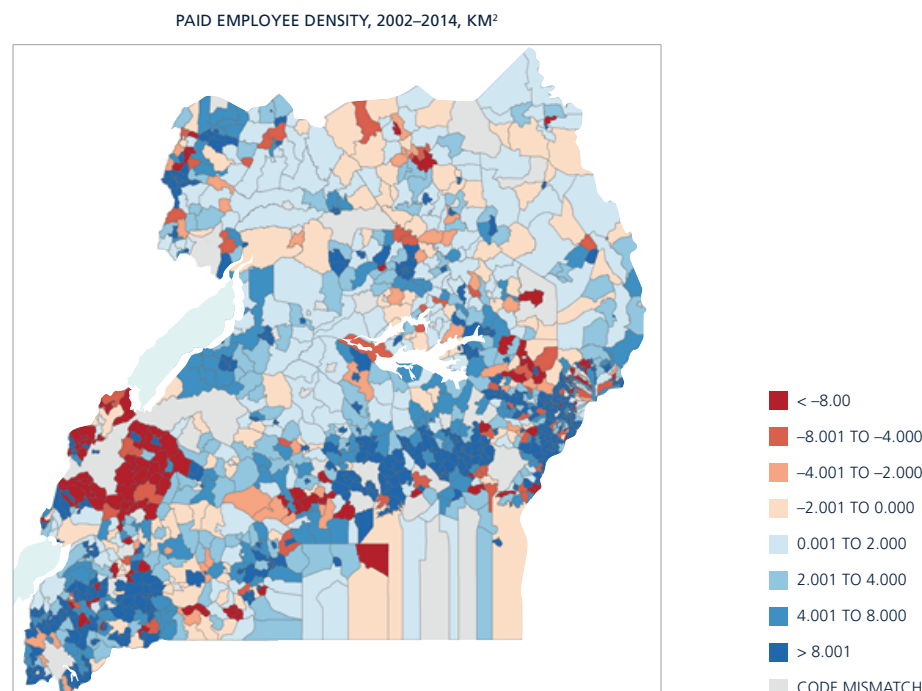 PAID EMPLOYEE DENSITY, 2002–2014, KM²
< –8.00
–8.001 TO –4.000
–4.001 TO –2.000
–2.001 TO 0.000
0.001 TO 2.000
2.001 TO 4.000
4.001 TO 8.000
> 8.001
CODE MISMATCH